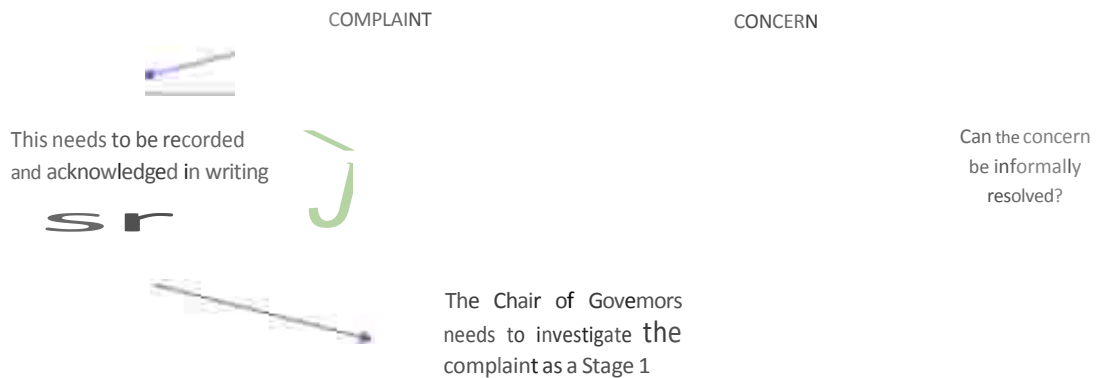 COMPLAINT
CONCERN
This needs to be recorded
and acknowledged in writing
Can the concern
be informally
resolved?
s r
J
The Chair of Govemors
needs to investigate the
complaint as a Stage 1